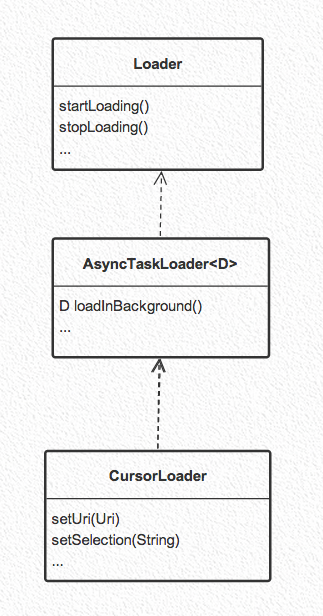 Loader
startLoading()
stopLoading()
...
AsyncTaskLoader<D>
D loadInBackground()
...
CursorLoader
setUri(Uri)
setSelection(String)
...